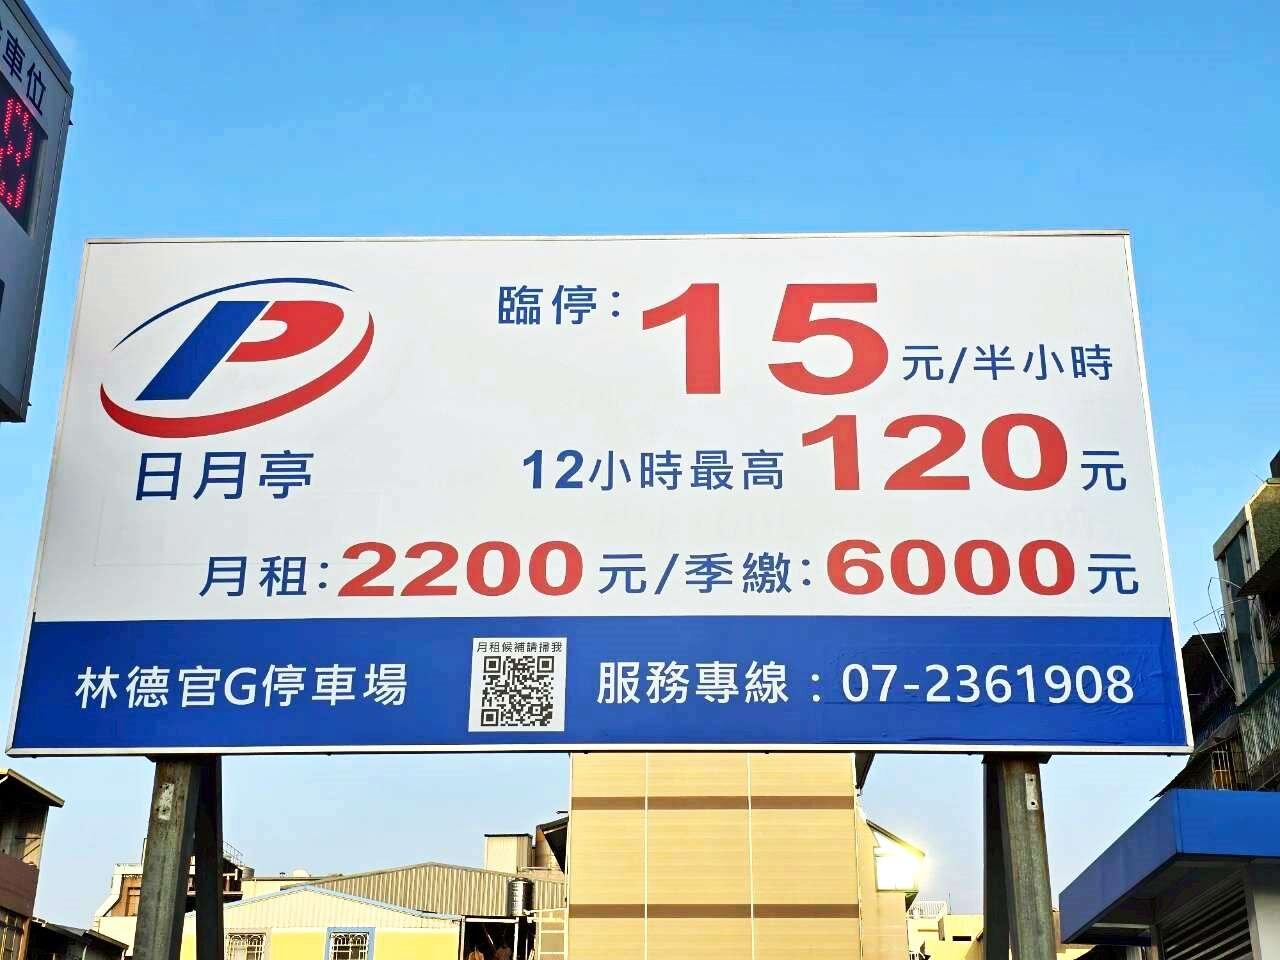 車位
臨停：15元/半小時
日月亭
12小時最高120元
月租：2200元/季繳：6000元
林德官G停車場
月租候補請掃我
服務專線：07-2361908